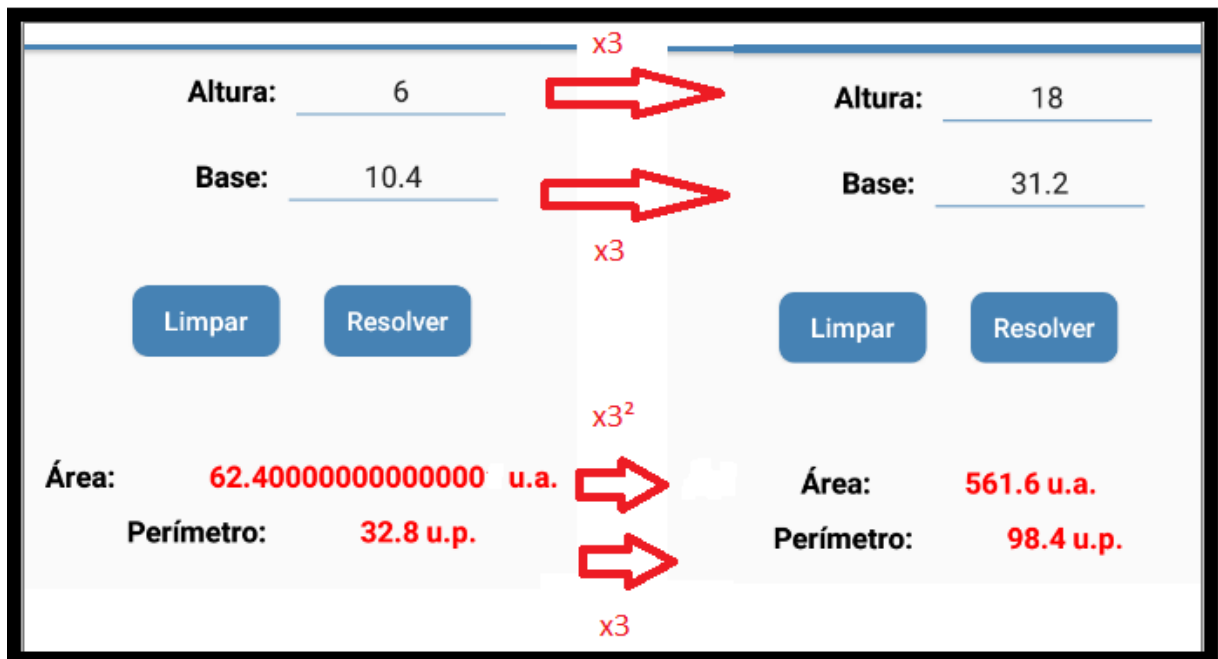 x3
Altura: 6
Altura: 18
Base: 10.4
Base: 31.2
x3
Limpar Resolver
Limpar Resolver
x3²
Área: 62.40000000000000 u.a.
Área: 561.6 u.a.
Perímetro: 32.8 u.p.
Perímetro: 98.4 u.p.
x3